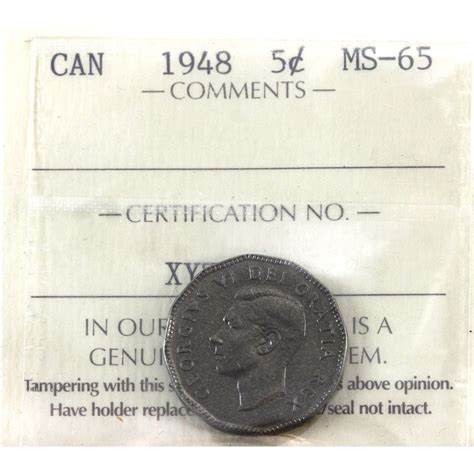 CAN 1948 5¢ MS-65
— COMMENTS —
— CERTIFICATION NO. —
XY
IN OUR IS A
GENUI EM.
Tampering with this s above opinion.
Have holder replace /seal not intact.
GEORGIVS VI DEI GRATIA REX